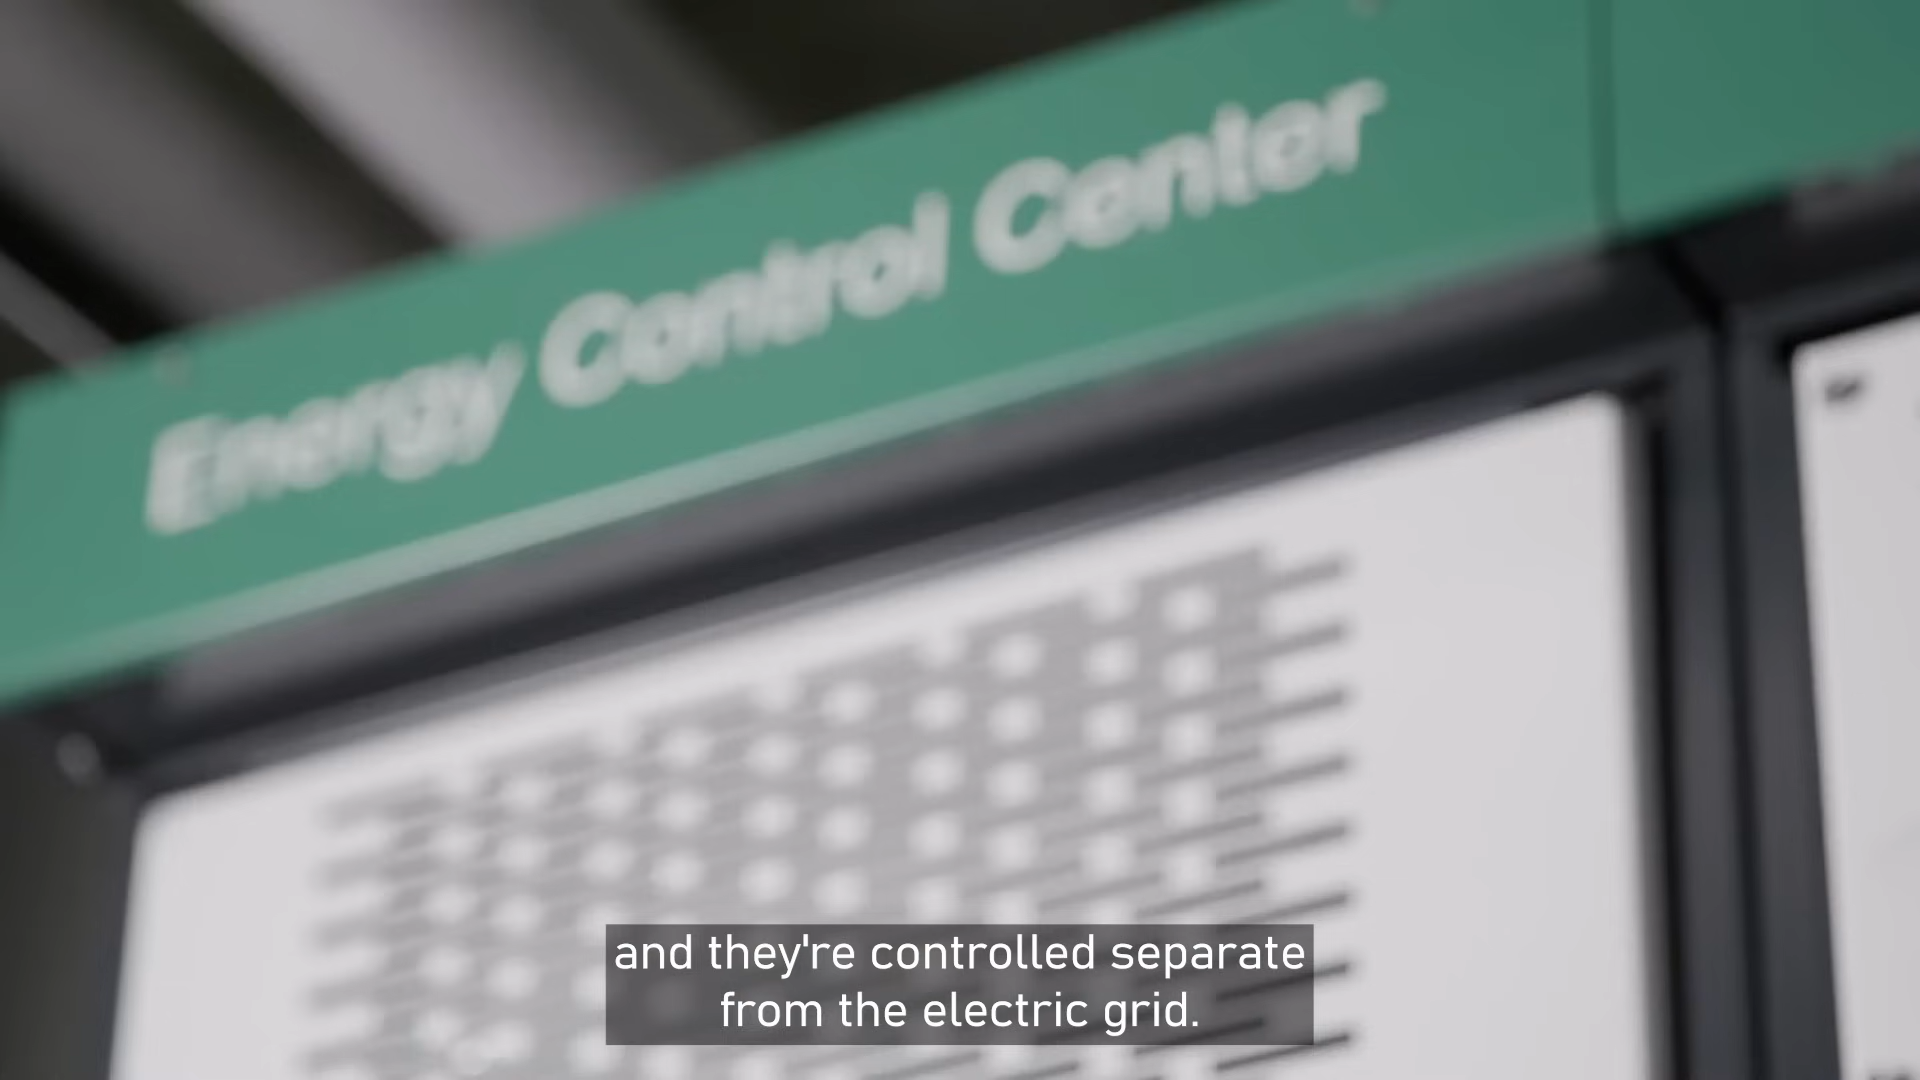 Energy Control Center
and they're controlled separate
from the electric grid.